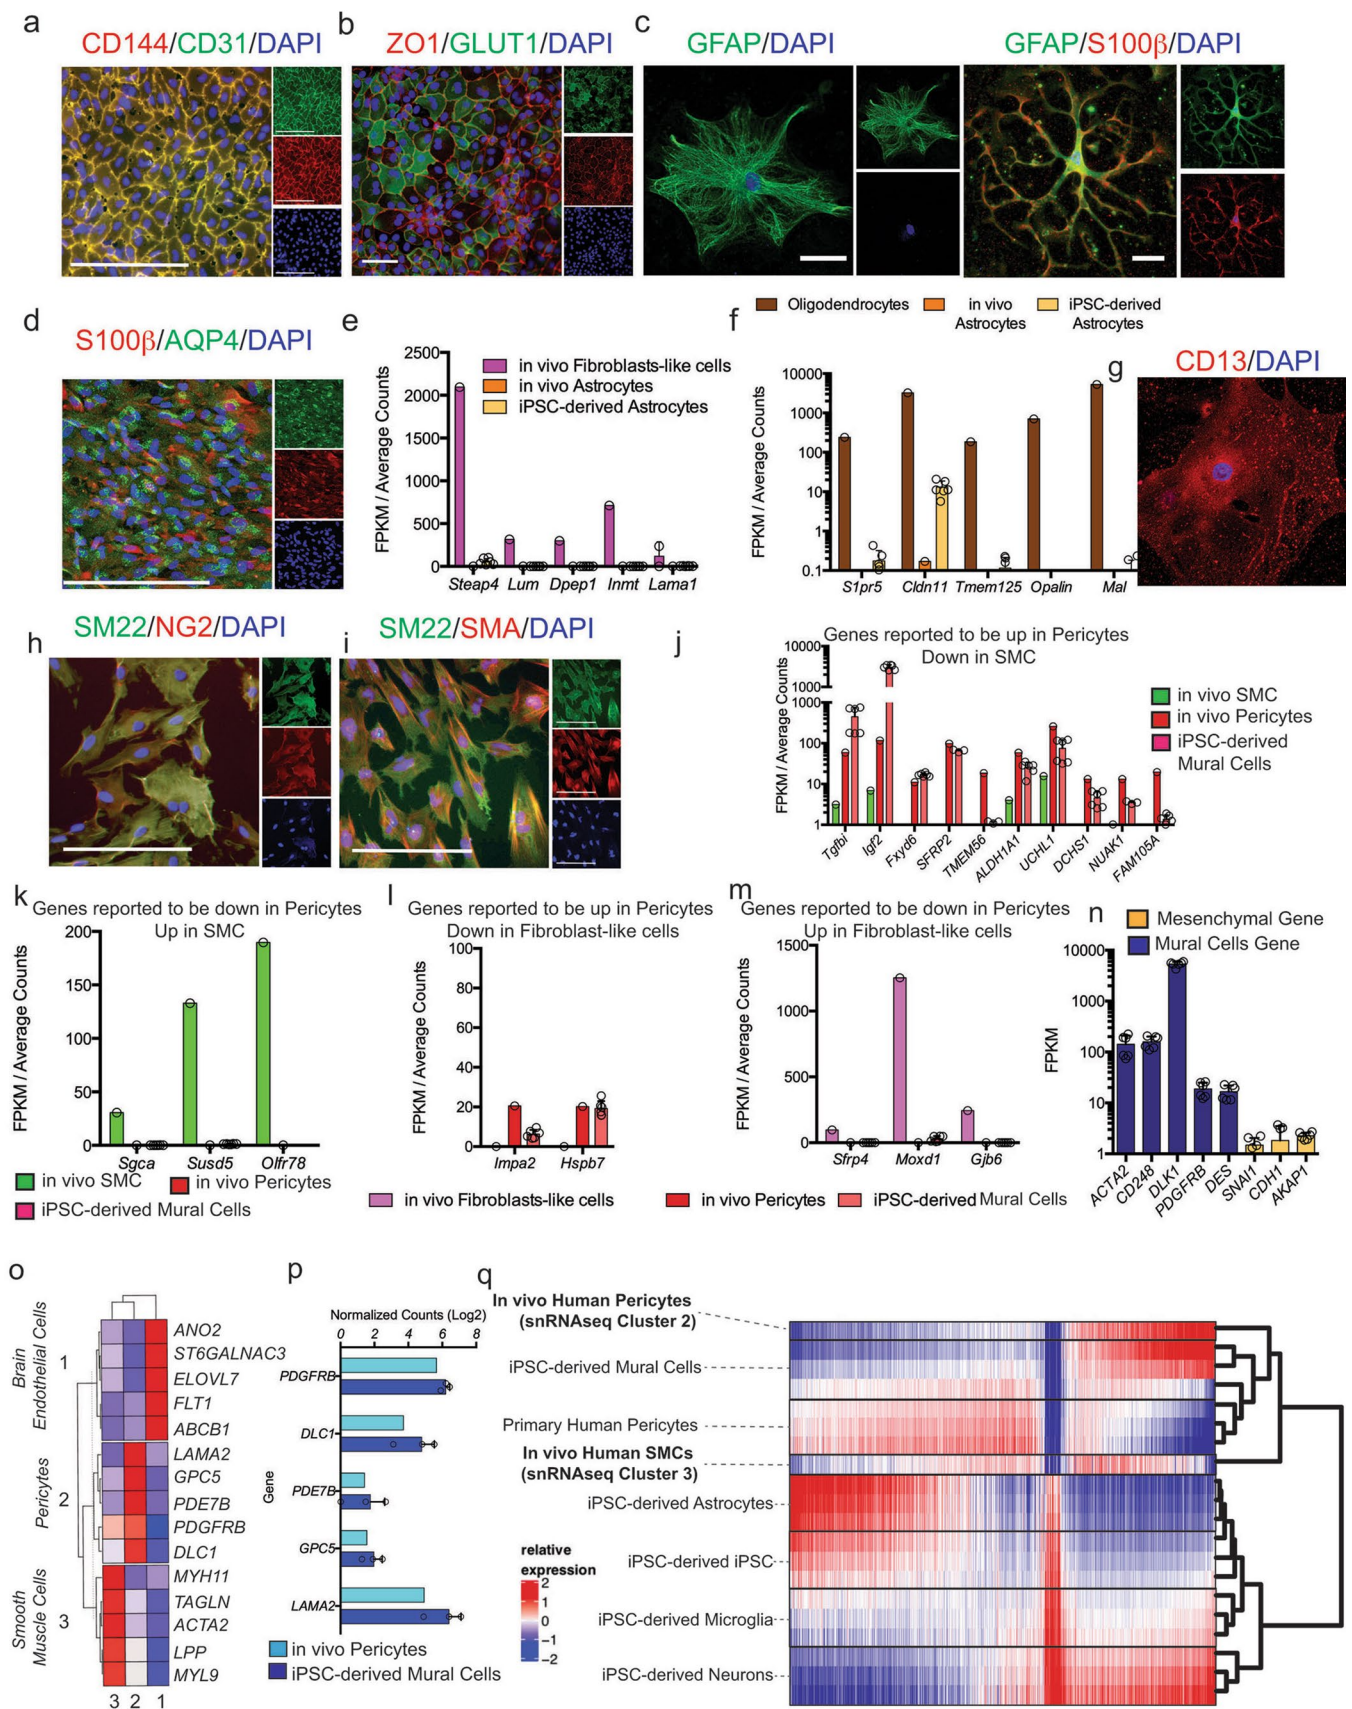 a
CD144/CD31/DAPI
b
ZO1/GLUT1/DAPI
c
GFAP/DAPI
GFAP/S100β/DAPI
d
S100β/AQP4/DAPI
e
in vivo Fibroblasts-like cells
in vivo Astrocytes
iPSC-derived Astrocytes
FPKM / Average Counts
2500
2000
1500
1000
500
0
Steap4 Lum Dpep1 Inmt Lama1
Oligodendrocytes
in vivo Astrocytes
iPSC-derived Astrocytes
f
FPKM / Average Counts
10000
1000
100
10
1
0.1
S1pr5 Cldn11 Tmem125 Opalin Mal
g
CD13/DAPI
h
SM22/NG2/DAPI
i
SM22/SMA/DAPI
j
Genes reported to be up in Pericytes
Down in SMC
FPKM / Average Counts
10000
1000
1000
100
10
1
Tgfbi Igf2 Fxyd6 SFRP2 TMEM56 ALDH1A1 UCHL1 DCHS1 NUAK1 FAM105A
in vivo SMC
in vivo Pericytes
iPSC-derived
Mural Cells
k
Genes reported to be down in Pericytes
Up in SMC
FPKM / Average Counts
200
150
100
50
0
Sgca Susd5 Olfr78
in vivo SMC
in vivo Pericytes
iPSC-derived Mural Cells
l
Genes reported to be up in Pericytes
Down in Fibroblast-like cells
FPKM / Average Counts
100
80
60
40
20
0
Impa2 Hspb7
m
Genes reported to be down in Pericytes
Up in Fibroblast-like cells
FPKM / Average Counts
1500
1000
500
0
Sfrp4 Moxd1 Gjb6
in vivo Fibroblasts-like cells
in vivo Pericytes
iPSC-derived Mural Cells
n
Mesenchymal Gene
Mural Cells Gene
FPKM
10000
1000
100
10
1
ACTA2 CD248 DLK1 PDGFRB DES SNAI1 CDH1 AKAP1
o
Brain
Endothelial Cells
1
ANO2
ST6GALNAC3
ELOVL7
FLT1
ABCB1
Pericytes
2
LAMA2
GPC5
PDE7B
PDGFRB
DLC1
Smooth
Muscle Cells
3
MYH11
TAGLN
ACTA2
LPP
MYL9
3 2 1
p
Normalized Counts (Log2)
0 2 4 6 8
Gene
PDGFRB
DLC1
PDE7B
GPC5
LAMA2
in vivo Pericytes
iPSC-derived Mural Cells
q
In vivo Human Pericytes
(snRNAseq Cluster 2)
iPSC-derived Mural Cells
Primary Human Pericytes
In vivo Human SMCs
(snRNAseq Cluster 3)
iPSC-derived Astrocytes
iPSC-derived iPSC
iPSC-derived Microglia
iPSC-derived Neurons
relative
expression
2
1
0
−1
−2